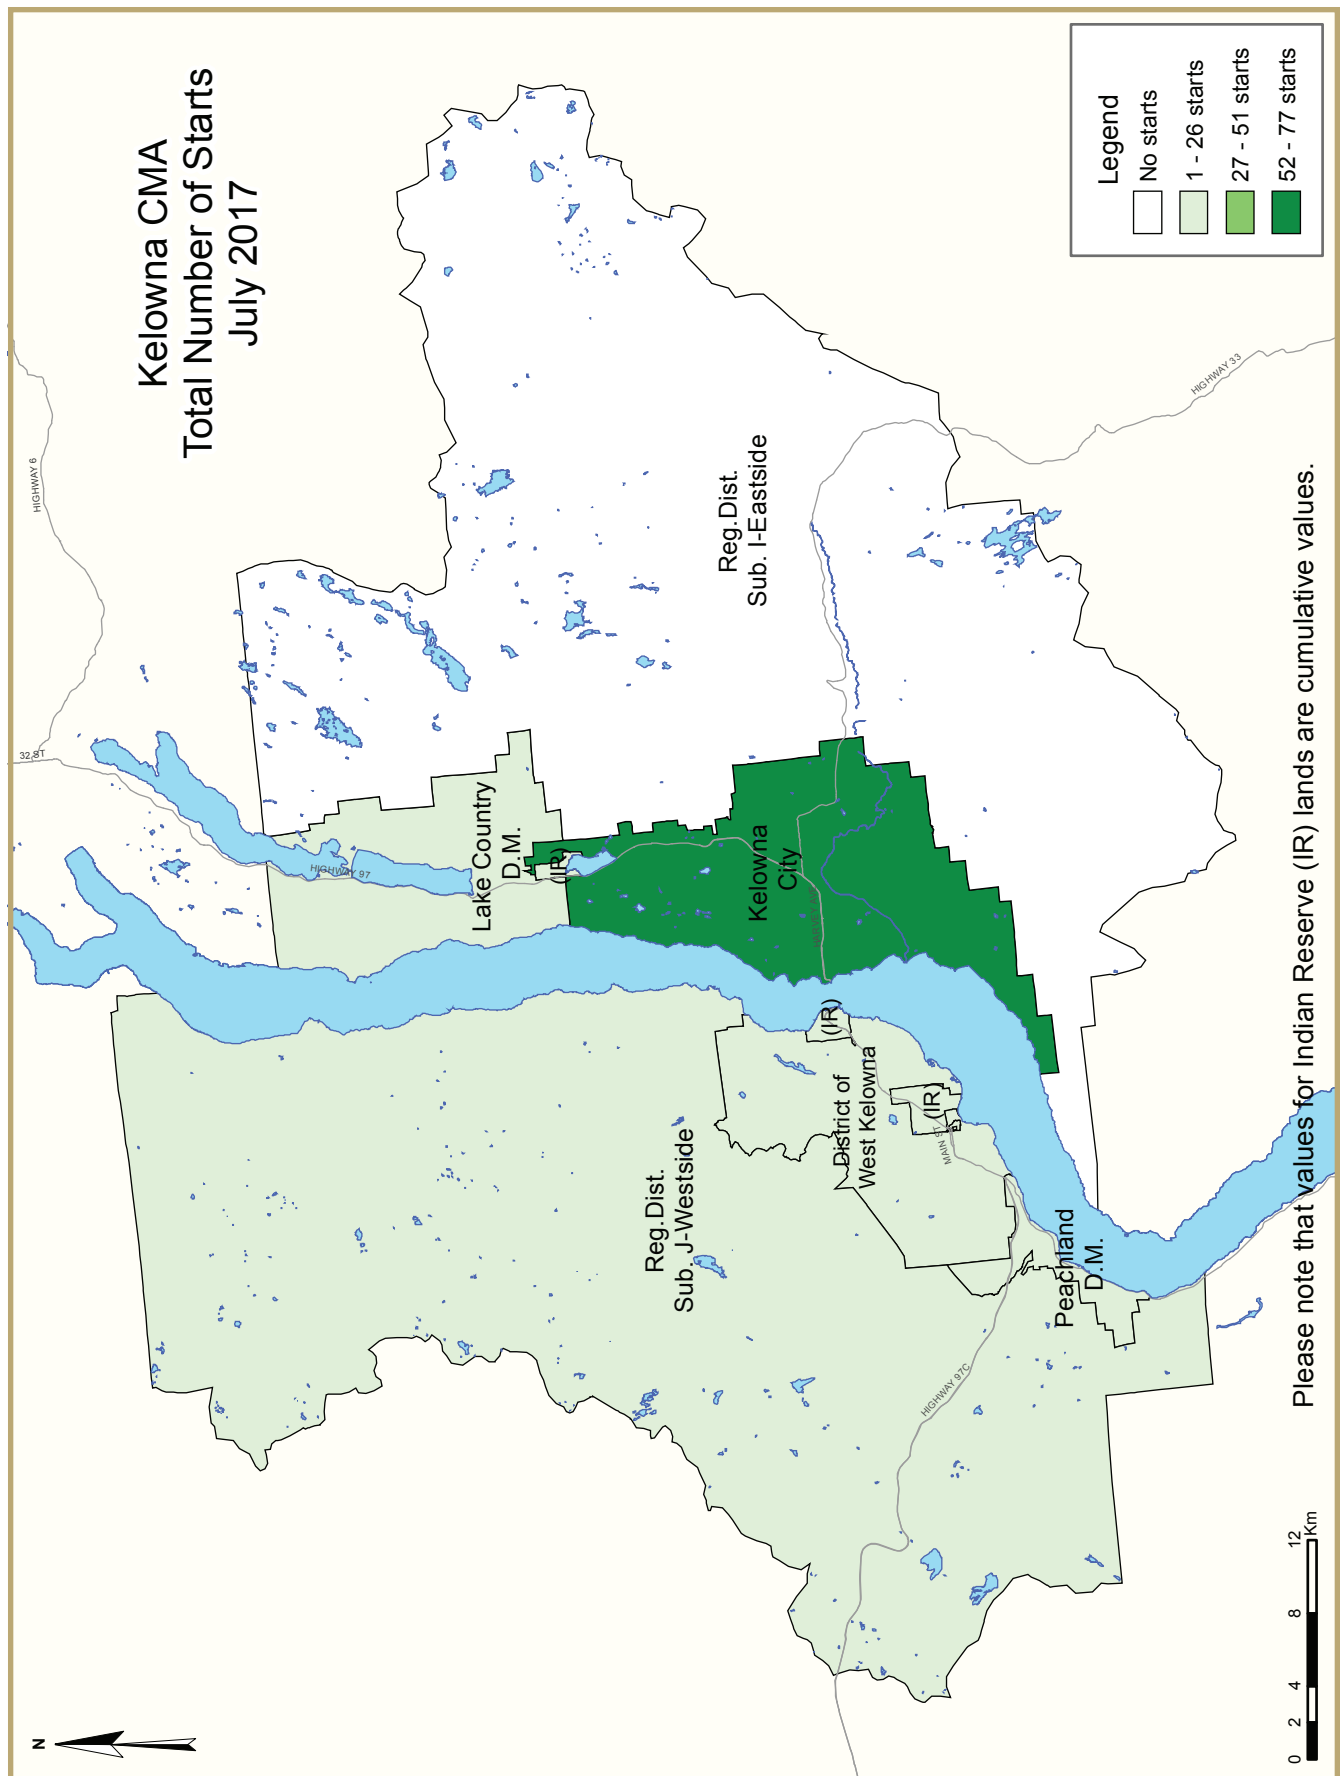 Kelowna CMA
Total Number of Starts
July 2017
Legend
No starts
1 - 26 starts
27 - 51 starts
52 - 77 starts
N
HIGHWAY 6
32 ST
HIGHWAY 97
Lake Country
D.M.
(IR)
Reg.Dist.
Sub. I-Eastside
Kelowna
City
HIGHWAY 33
(IR)
District of
West Kelowna
(IR)
MAIN ST
Reg.Dist.
Sub. J-Westside
Peachland
D.M.
HIGHWAY 97C
0 2 4 8 12
Km
Please note that values for Indian Reserve (IR) lands are cumulative values.